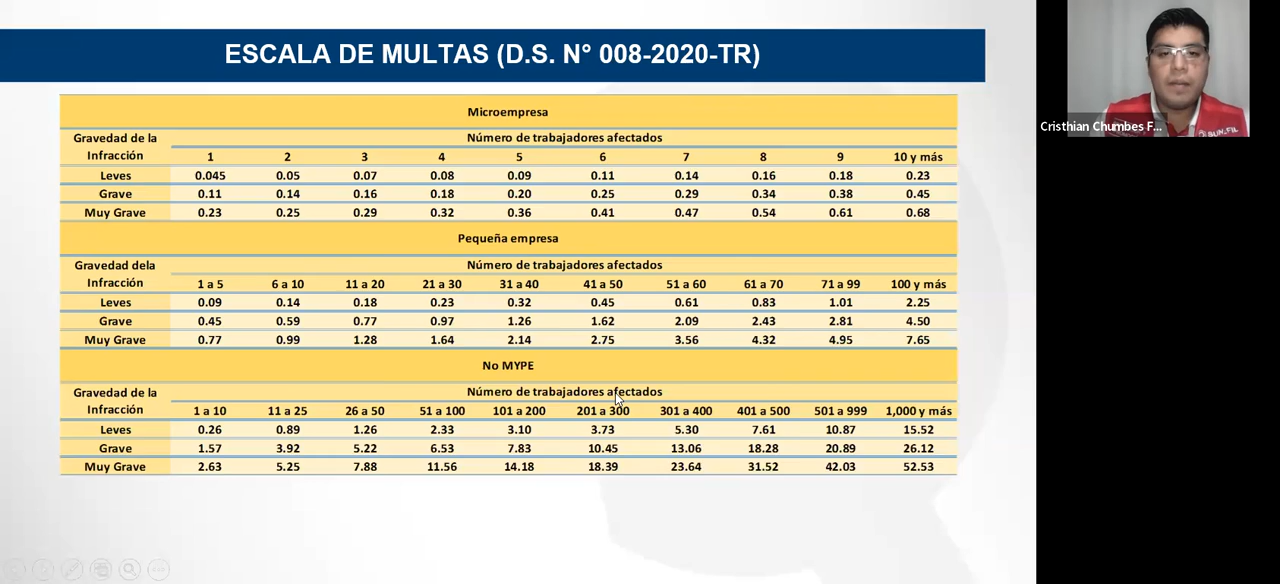 ESCALA DE MULTAS (D.S. N° 008-2020-TR)
Microempresa
Gravedad de la Infracción Número de trabajadores afectados
1 2 3 4 5 6 7 8 9 10 y más
Leves 0.045 0.05 0.07 0.08 0.09 0.11 0.14 0.16 0.18 0.23
Grave 0.11 0.14 0.16 0.18 0.20 0.25 0.29 0.34 0.38 0.45
Muy Grave 0.23 0.25 0.29 0.32 0.36 0.41 0.47 0.54 0.61 0.68
Pequeña empresa
Gravedad dela Infracción Número de trabajadores afectados
1 a 5 6 a 10 11 a 20 21 a 30 31 a 40 41 a 50 51 a 60 61 a 70 71 a 99 100 y más
Leves 0.09 0.14 0.18 0.23 0.32 0.45 0.61 0.83 1.01 2.25
Grave 0.45 0.59 0.77 0.97 1.26 1.62 2.09 2.43 2.81 4.50
Muy Grave 0.77 0.99 1.28 1.64 2.14 2.75 3.56 4.32 4.95 7.65
No MYPE
Gravedad de la Infracción Número de trabajadores afectados
1 a 10 11 a 25 26 a 50 51 a 100 101 a 200 201 a 300 301 a 400 401 a 500 501 a 999 1,000 y más
Leves 0.26 0.89 1.26 2.33 3.10 3.73 5.30 7.61 10.87 15.52
Grave 1.57 3.92 5.22 6.53 7.83 10.45 13.06 18.28 20.89 26.12
Muy Grave 2.63 5.25 7.88 11.56 14.18 18.39 23.64 31.52 42.03 52.53
Cristhian Chumbes F...